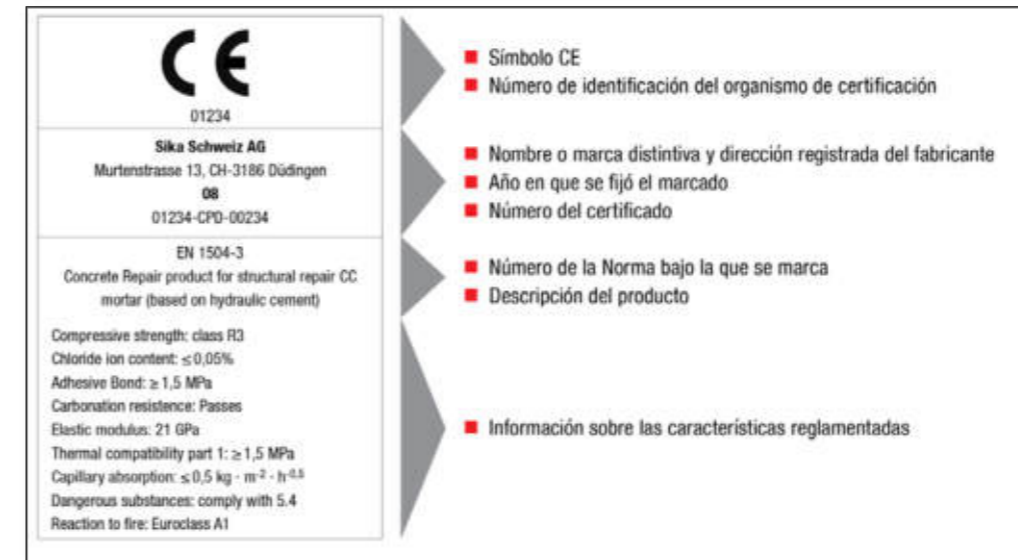 CE
01234
Sika Schweiz AG
Murtenstrasse 13, CH-3186 Düdingen
08
01234-CPD-00234
EN 1504-3
Concrete Repair product for structural repair CC
mortar (based on hydraulic cement)
Compressive strength: class R3
Chloride ion content: ≤ 0,05%
Adhesive Bond: ≥ 1,5 MPa
Carbonation resistence: Passes
Elastic modulus: 21 GPa
Thermal compatibility part 1: ≥ 1,5 MPa
Capillary absorption: ≤ 0,5 kg · m⁻² · h⁻⁰·⁵
Dangerous substances: comply with 5.4
Reaction to fire: Euroclass A1
Símbolo CE
Número de identificación del organismo de certificación
Nombre o marca distintiva y dirección registrada del fabricante
Año en que se fijó el marcado
Número del certificado
Número de la Norma bajo la que se marca
Descripción del producto
Información sobre las características reglamentadas